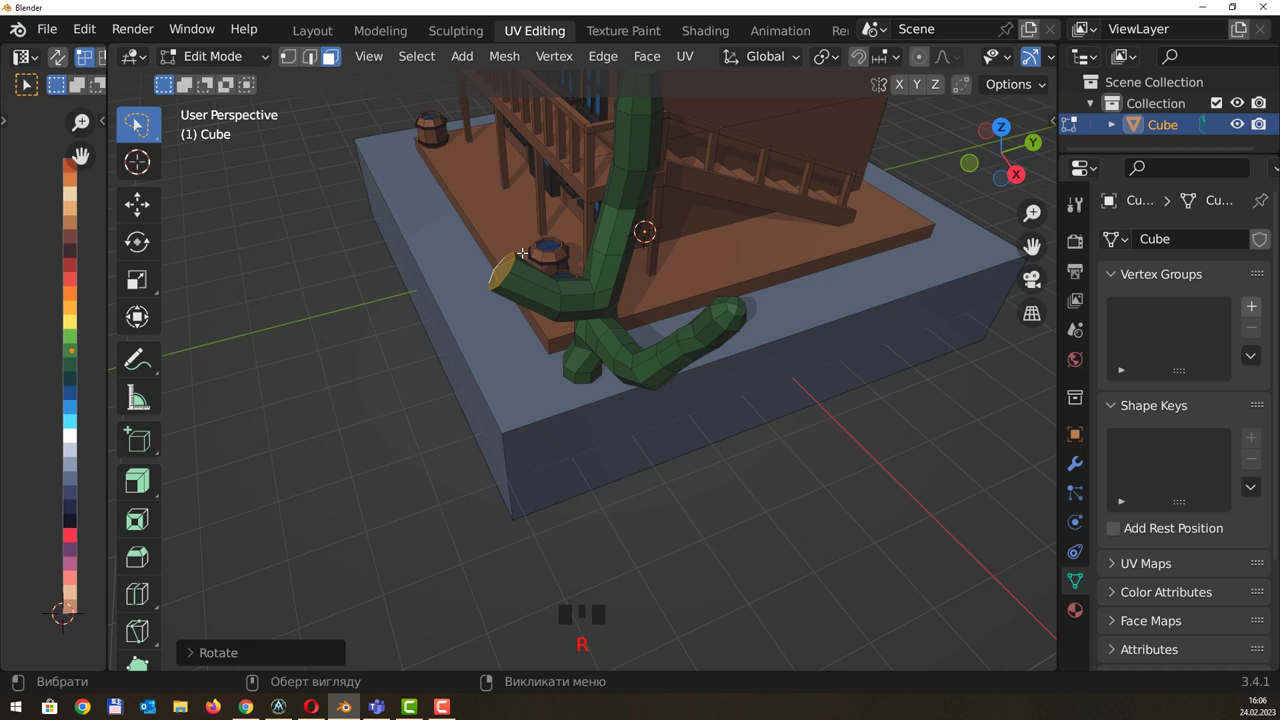 Blender
File Edit Render Window Help Layout Modeling Sculpting UV Editing Texture Paint Shading Animation Re Scene ViewLayer
Edit Mode View Select Add Mesh Vertex Edge Face UV Global
X Y Z Options
User Perspective
(1) Cube
Z
Y
X
Scene Collection
Collection
Cube
Cu... Cu...
Cube
Vertex Groups
Shape Keys
Add Rest Position
UV Maps
Color Attributes
Face Maps
Attributes
R
Rotate
Вибрати Оберт вигляду Викликати меню 3.4.1
16:06
24.02.2023